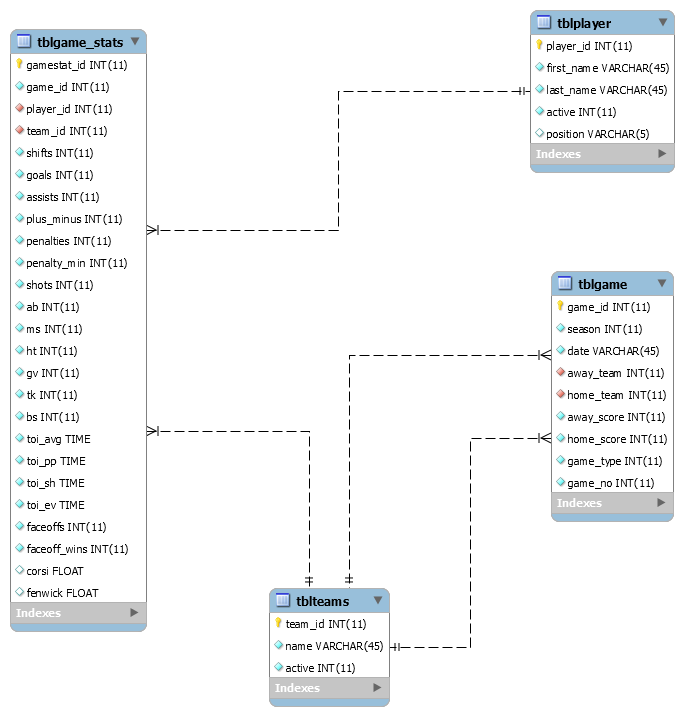 tblgame_stats
gamestat_id INT(11)
game_id INT(11)
player_id INT(11)
team_id INT(11)
shifts INT(11)
goals INT(11)
assists INT(11)
plus_minus INT(11)
penalties INT(11)
penalty_min INT(11)
shots INT(11)
ab INT(11)
ms INT(11)
ht INT(11)
gv INT(11)
tk INT(11)
bs INT(11)
toi_avg TIME
toi_pp TIME
toi_sh TIME
toi_ev TIME
faceoffs INT(11)
faceoff_wins INT(11)
corsi FLOAT
fenwick FLOAT
Indexes
tblplayer
player_id INT(11)
first_name VARCHAR(45)
last_name VARCHAR(45)
active INT(11)
position VARCHAR(5)
Indexes
tblgame
game_id INT(11)
season INT(11)
date VARCHAR(45)
away_team INT(11)
home_team INT(11)
away_score INT(11)
home_score INT(11)
game_type INT(11)
game_no INT(11)
Indexes
tblteams
team_id INT(11)
name VARCHAR(45)
active INT(11)
Indexes